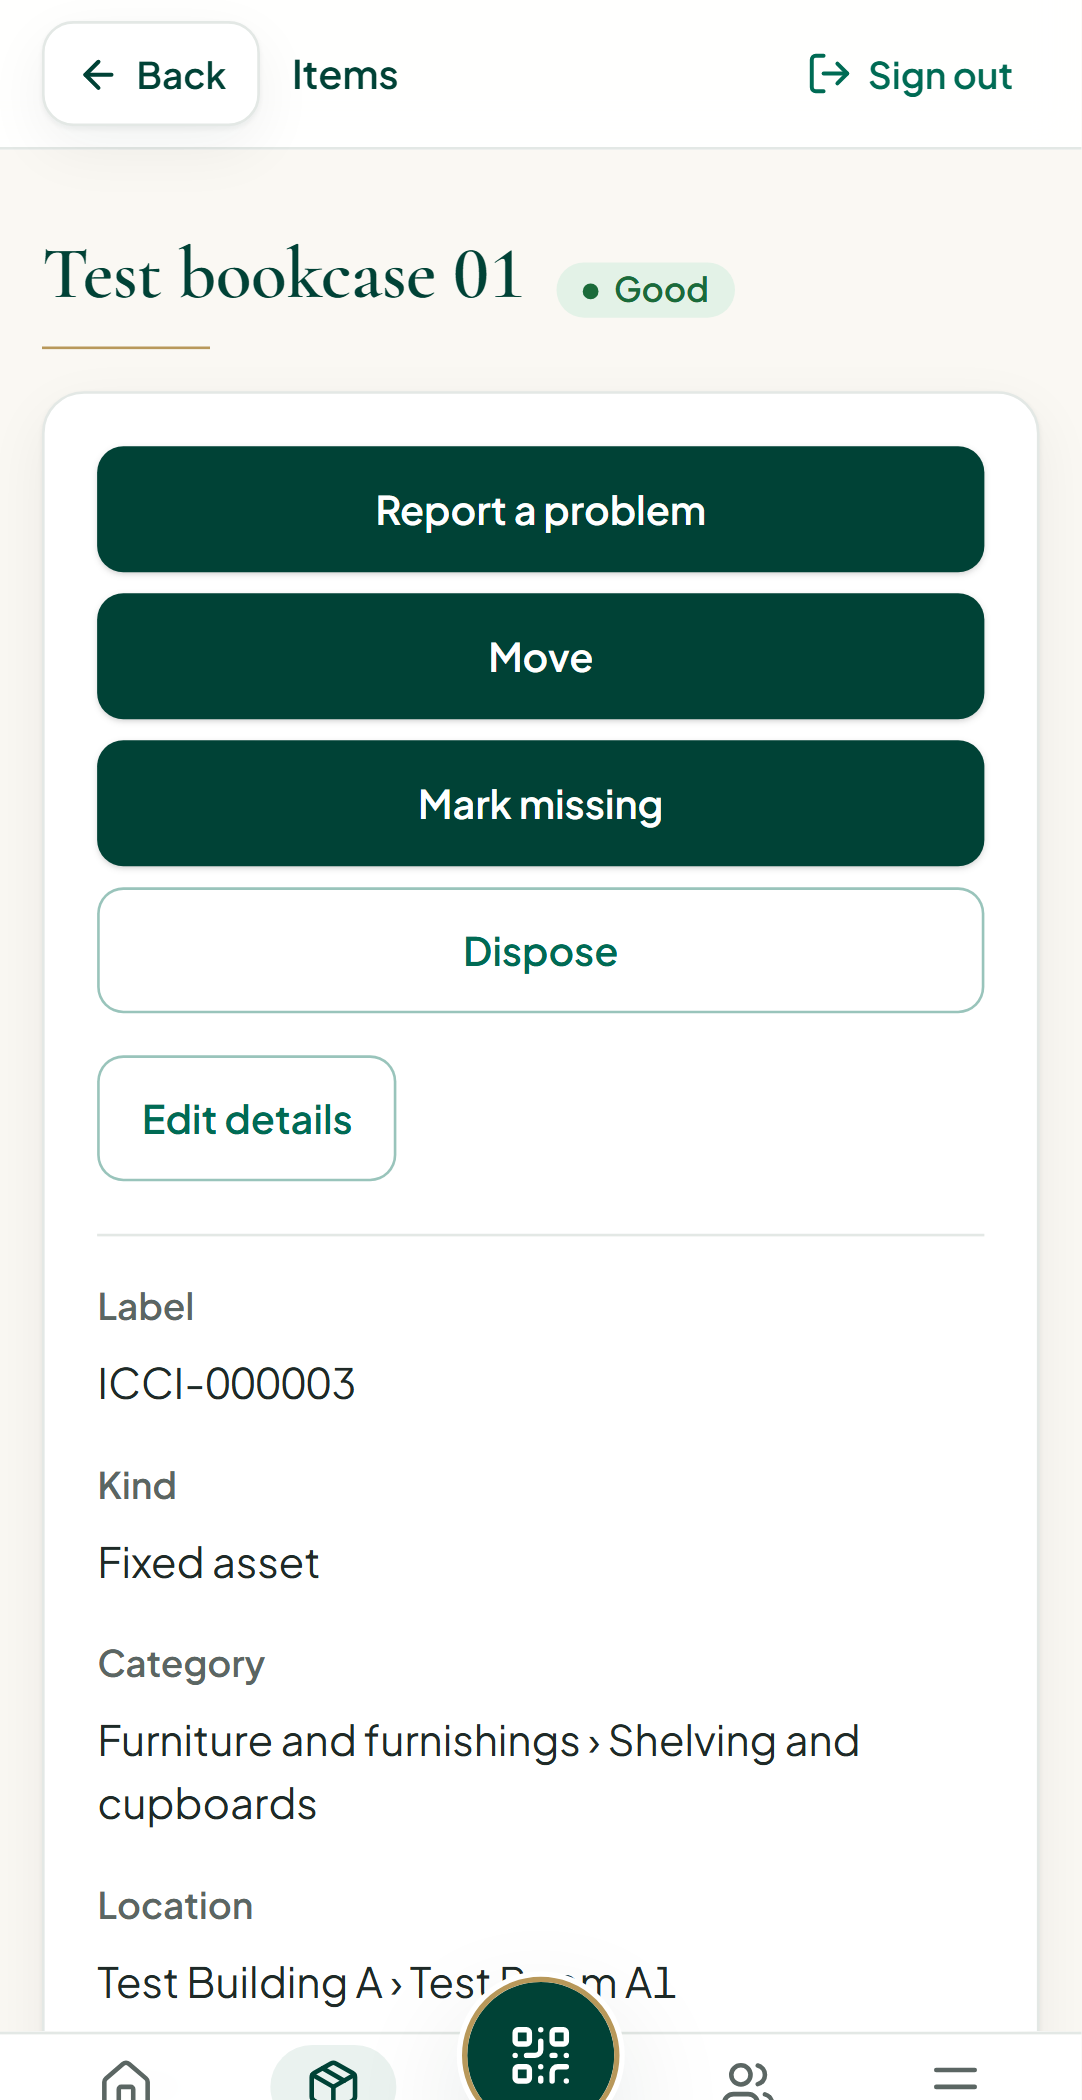 Back Items Sign out
Test bookcase 01 Good
Report a problem
Move
Mark missing
Dispose
Edit details
Label
ICCI-000003
Kind
Fixed asset
Category
Furniture and furnishings › Shelving and
cupboards
Location
Test Building A › Test A1